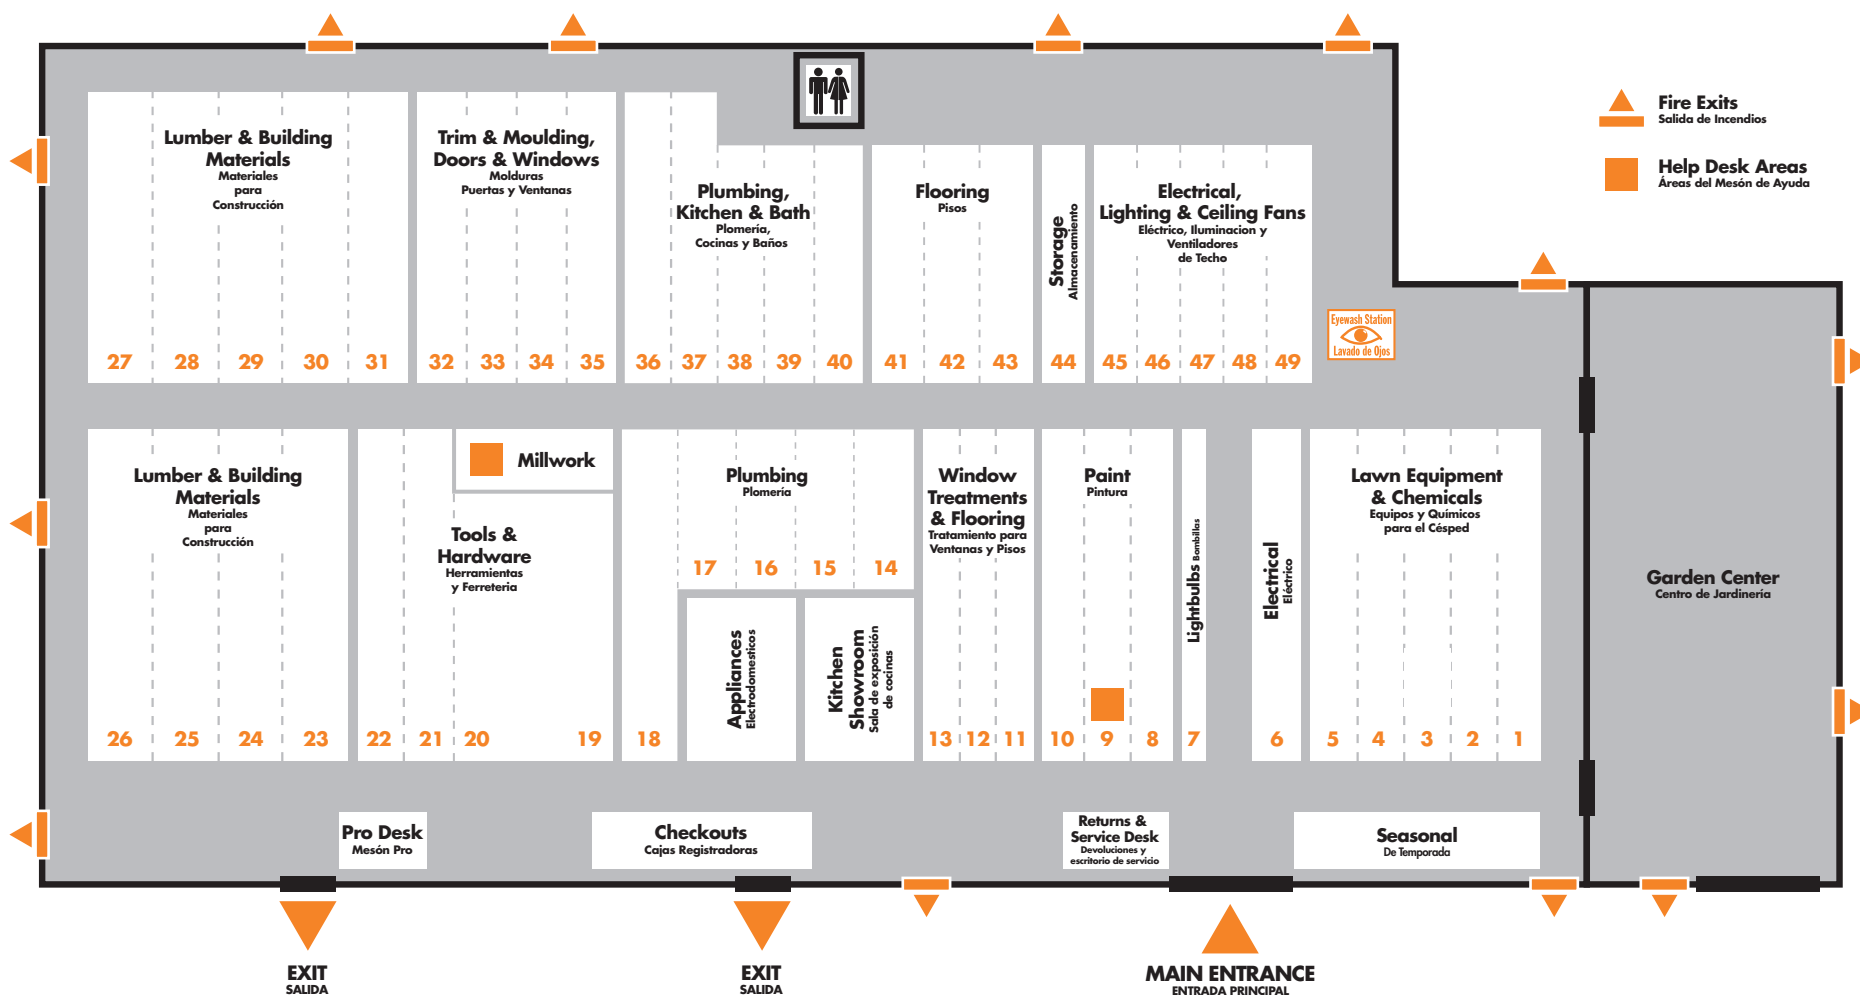 Fire Exits
Salida de Incendios
Help Desk Areas
Áreas del Mesón de Ayuda
Lumber & Building
Materials
Materiales
para
Construcción
27 28 29 30 31
Trim & Moulding,
Doors & Windows
Molduras
Puertas y Ventanas
32 33 34 35
Plumbing,
Kitchen & Bath
Plomería,
Cocinas y Baños
36 37 38 39 40
Flooring
Pisos
41 42 43
Storage
Almacenamiento
44
Electrical,
Lighting & Ceiling Fans
Eléctrico, Iluminacion y
Ventiladores
de Techo
45 46 47 48 49
Eyewash Station
Lavado de Ojos
Lumber & Building
Materials
Materiales
para
Construcción
26 25 24 23
Millwork
Tools &
Hardware
Herramientas
y Ferreteria
22 21 20 19
Plumbing
Plomería
17 16 15 14
18
Appliances
Electrodomesticos
Kitchen
Showroom
Sala de exposición
de cocinas
Window
Treatments
& Flooring
Tratamiento para
Ventanas y Pisos
13 12 11
Paint
Pintura
10 9 8
Lightbulbs Bombillas
7
Electrical
Eléctrico
6
Lawn Equipment
& Chemicals
Equipos y Químicos
para el Césped
5 4 3 2 1
Garden Center
Centro de Jardinería
Pro Desk
Mesón Pro
Checkouts
Cajas Registradoras
Returns &
Service Desk
Devoluciones y
escritorio de servicio
Seasonal
De Temporada
EXIT
SALIDA
EXIT
SALIDA
MAIN ENTRANCE
ENTRADA PRINCIPAL